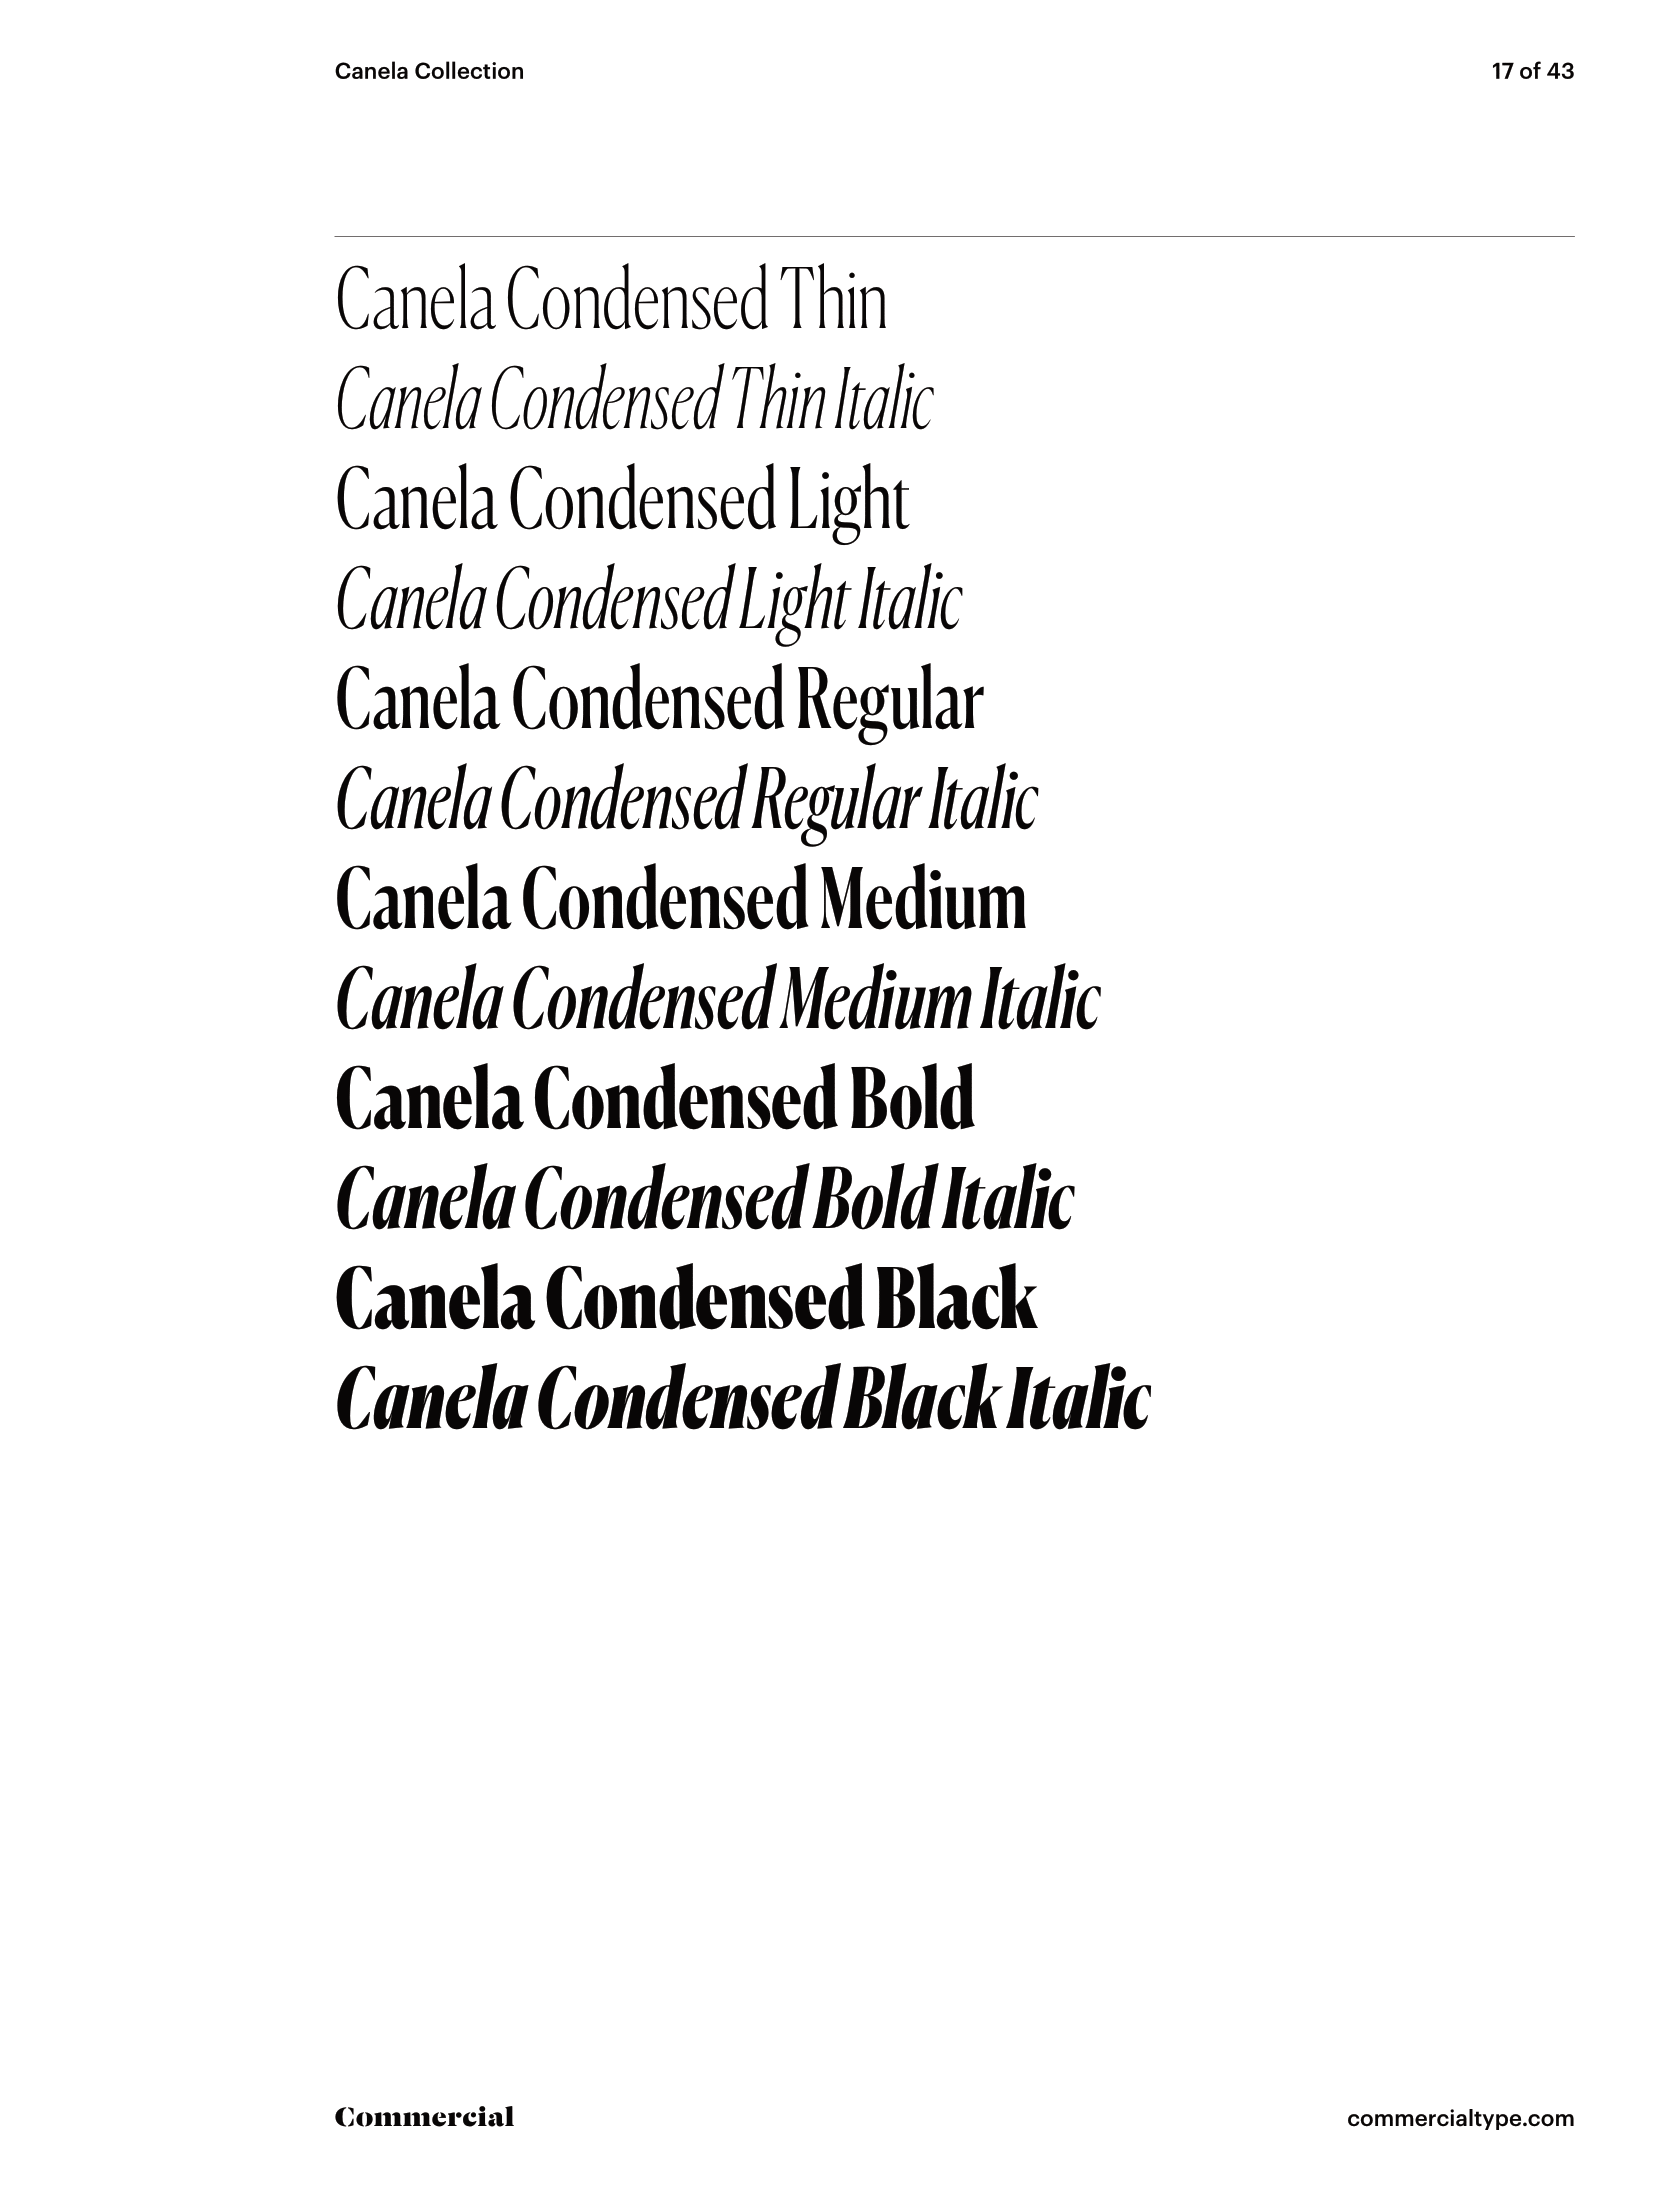 Canela Collection
17 of 43
Canela Condensed Thin
Canela Condensed Thin Italic
Canela Condensed Light
Canela Condensed Light Italic
Canela Condensed Regular
Canela Condensed Regular Italic
Canela Condensed Medium
Canela Condensed Medium Italic
Canela Condensed Bold
Canela Condensed Bold Italic
Canela Condensed Black
Canela Condensed Black Italic
Commercial
commercialtype.com